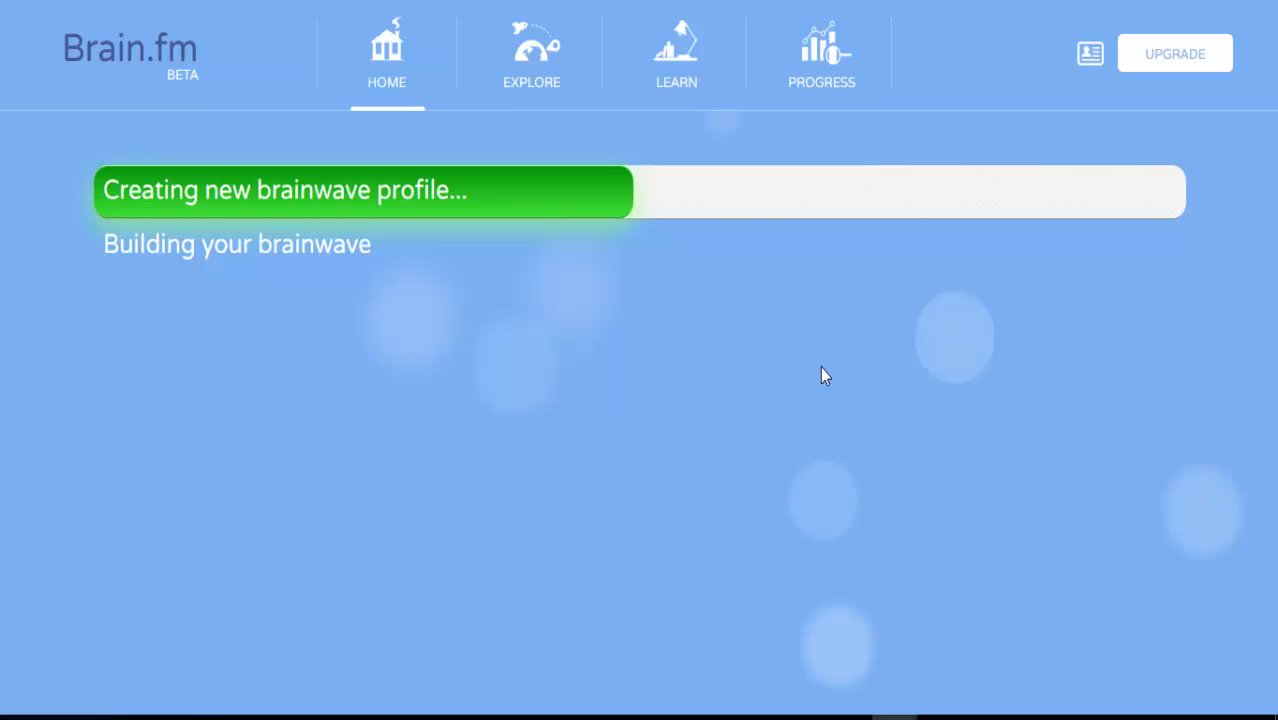 Brain.fm
BETA
HOME
EXPLORE
LEARN
PROGRESS
UPGRADE
Creating new brainwave profile...
Building your brainwave